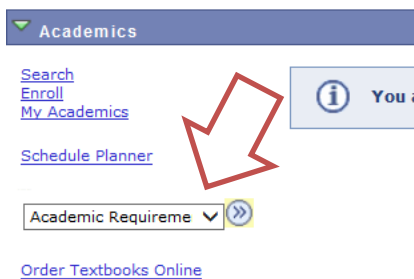 Academics
Search
Enroll
My Academics
You
Schedule Planner
Academic Requireme
Order Textbooks Online